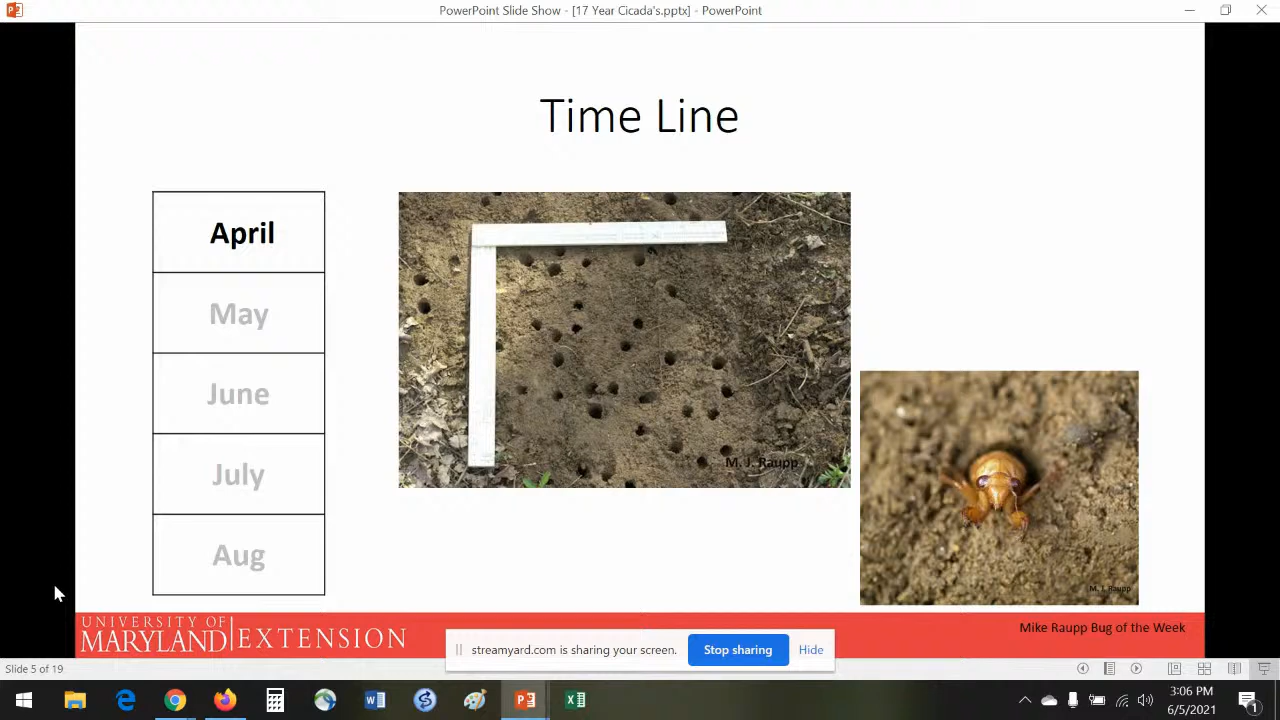 PowerPoint Slide Show - [17 Year Cicada's.pptx] - PowerPoint
Time Line
April
May
June
July
Aug
M. J. Raupp
M. J. Raupp
UNIVERSITY OF
MARYLAND
EXTENSION
Mike Raupp Bug of the Week
streamyard.com is sharing your screen.
Stop sharing
Hide
Slide 5 of 19
3:06 PM
6/5/2021
1